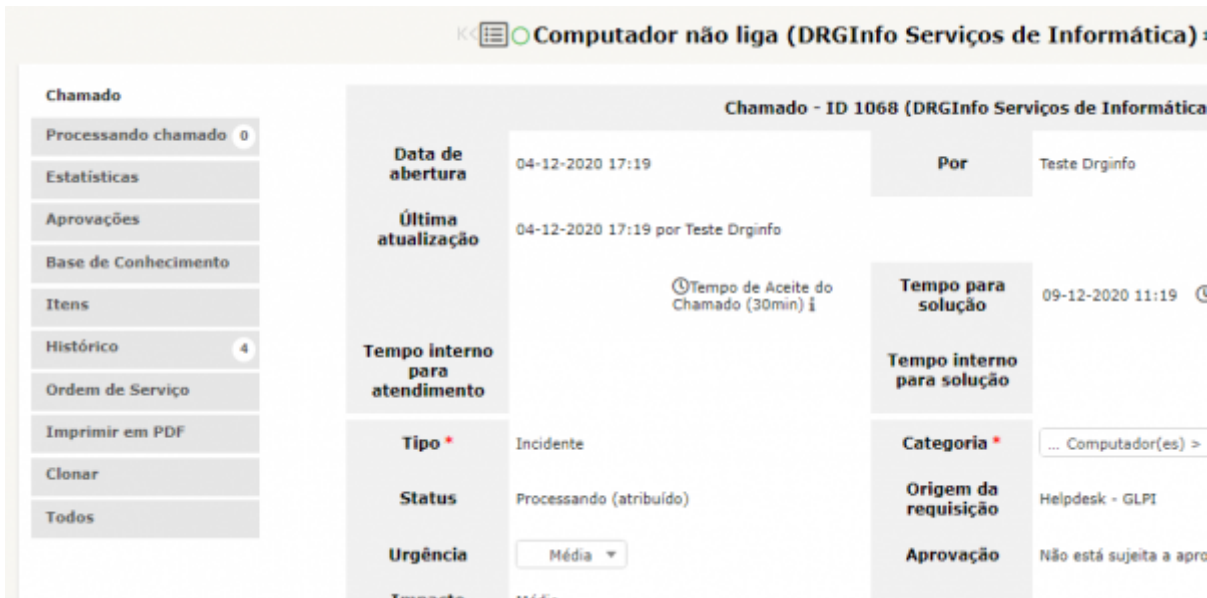 Computador não liga (DRGInfo Serviços de Informática)
Chamado
Processando chamado 0
Estatísticas
Aprovações
Base de Conhecimento
Itens
Histórico 4
Ordem de Serviço
Imprimir em PDF
Clonar
Todos
Chamado - ID 1068 (DRGInfo Serviços de Informática
Data de
abertura
04-12-2020 17:19
Por
Teste Drginfo
Última
atualização
04-12-2020 17:19 por Teste Drginfo
Tempo de Aceite do
Chamado (30min)
Tempo para
solução
09-12-2020 11:19
Tempo interno
para
atendimento
Tempo interno
para solução
Tipo *
Incidente
Categoria *
... Computador(es) >
Status
Processando (atribuído)
Origem da
requisição
Helpdesk - GLPI
Urgência
Média
Aprovação
Não está sujeita a apro